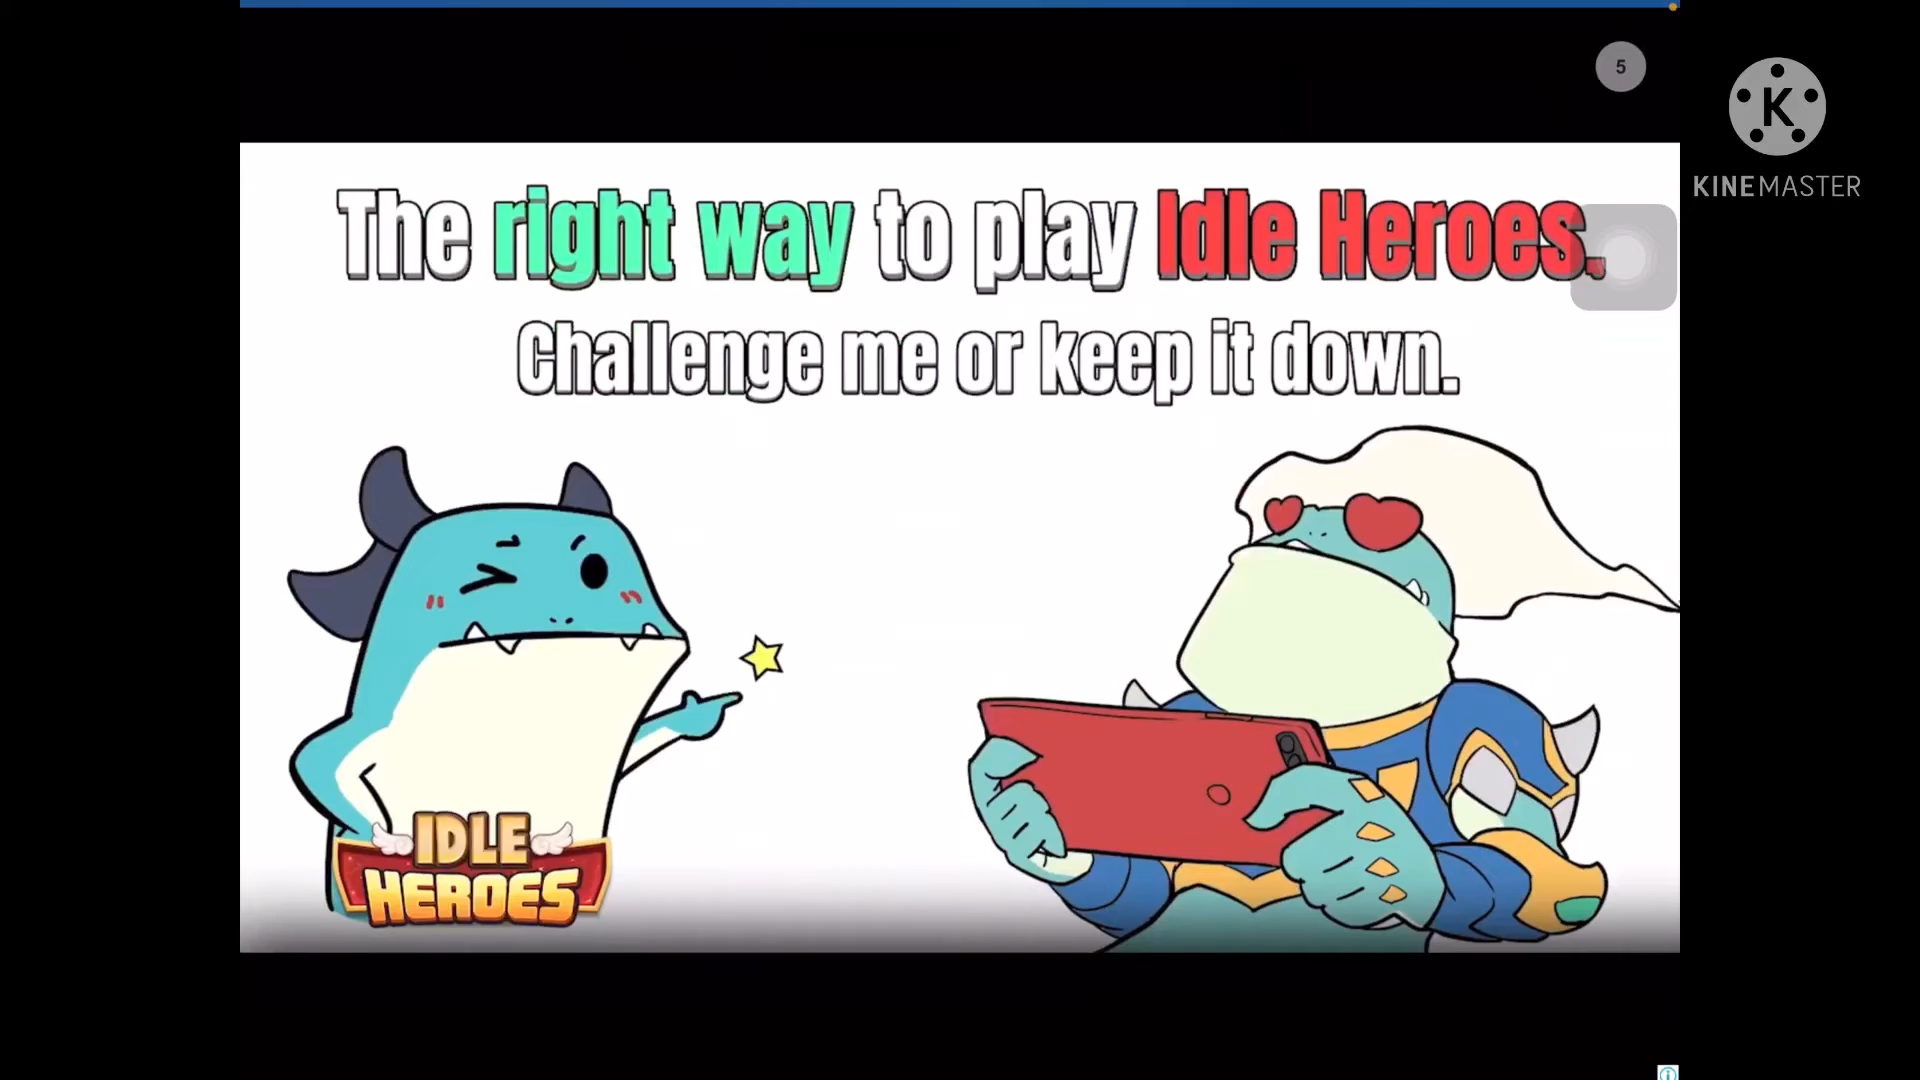 5
K
KINEMASTER
The right way to play Idle Heroes.
Challenge me or keep it down.
IDLE
HEROES